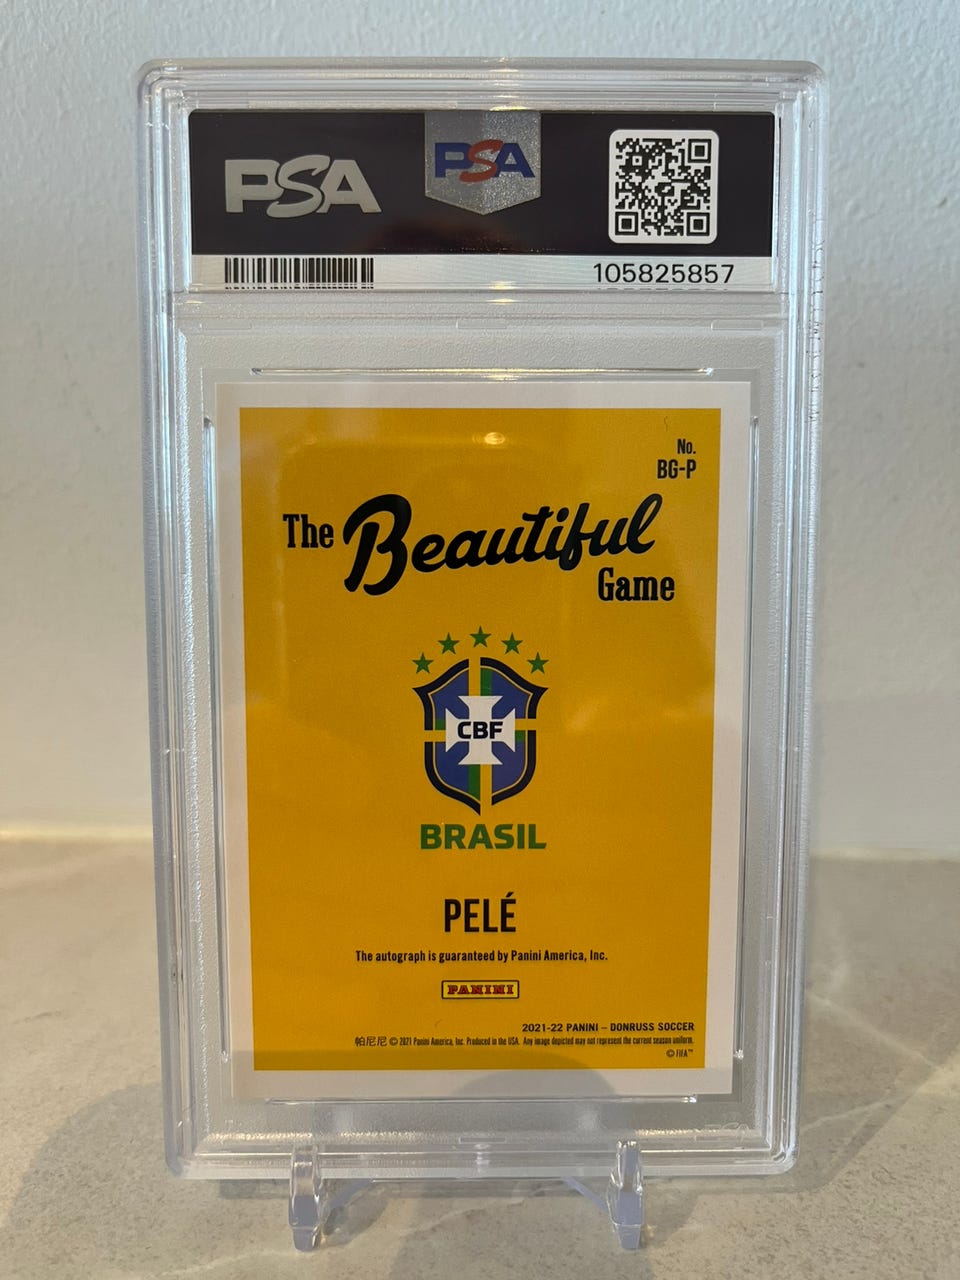 PSA
PSA
105825857
No.
BG-P
The Beautiful
Game
CBF
BRASIL
PELÉ
The autograph is guaranteed by Panini America, Inc.
PANINI
2021-22 PANINI – DONRUSS SOCCER
帕尼尼 © 2021 Panini America, Inc. Produced in the USA. Any image depicted may not represent the current season uniform.
© FIFA™